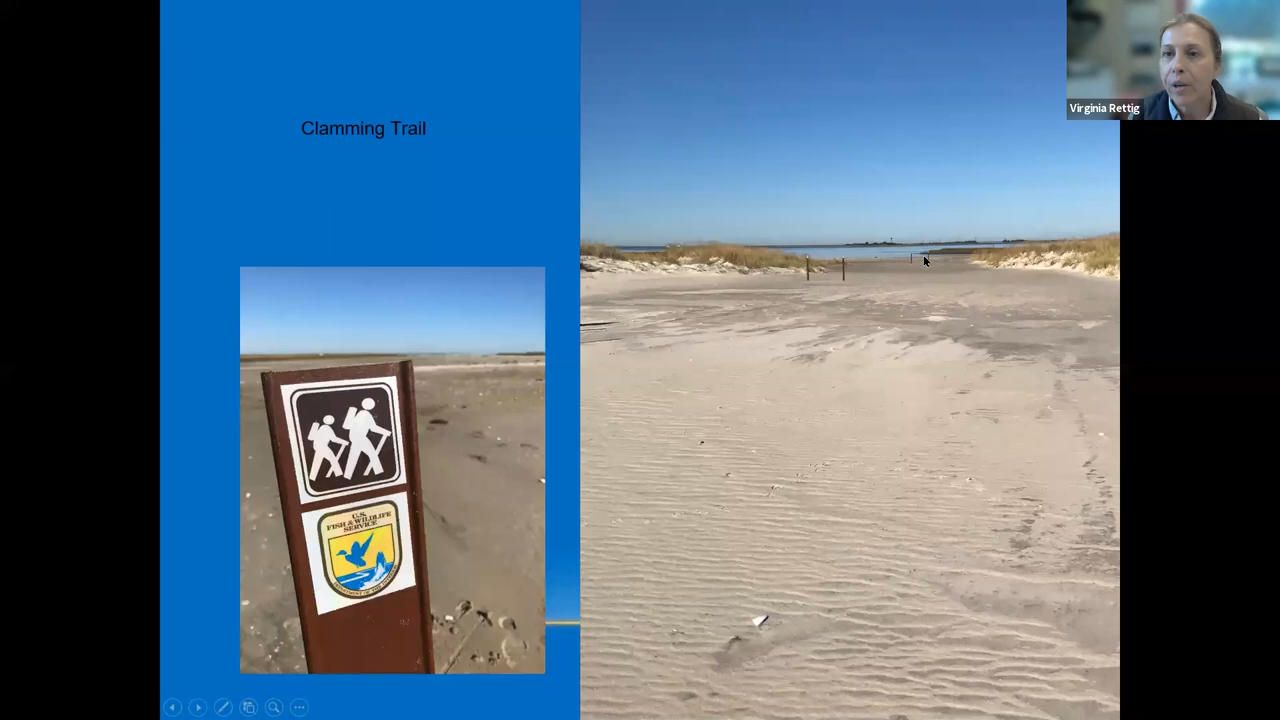 Clamming Trail
Virginia Rettig
U.S.
FISH & WILDLIFE
SERVICE